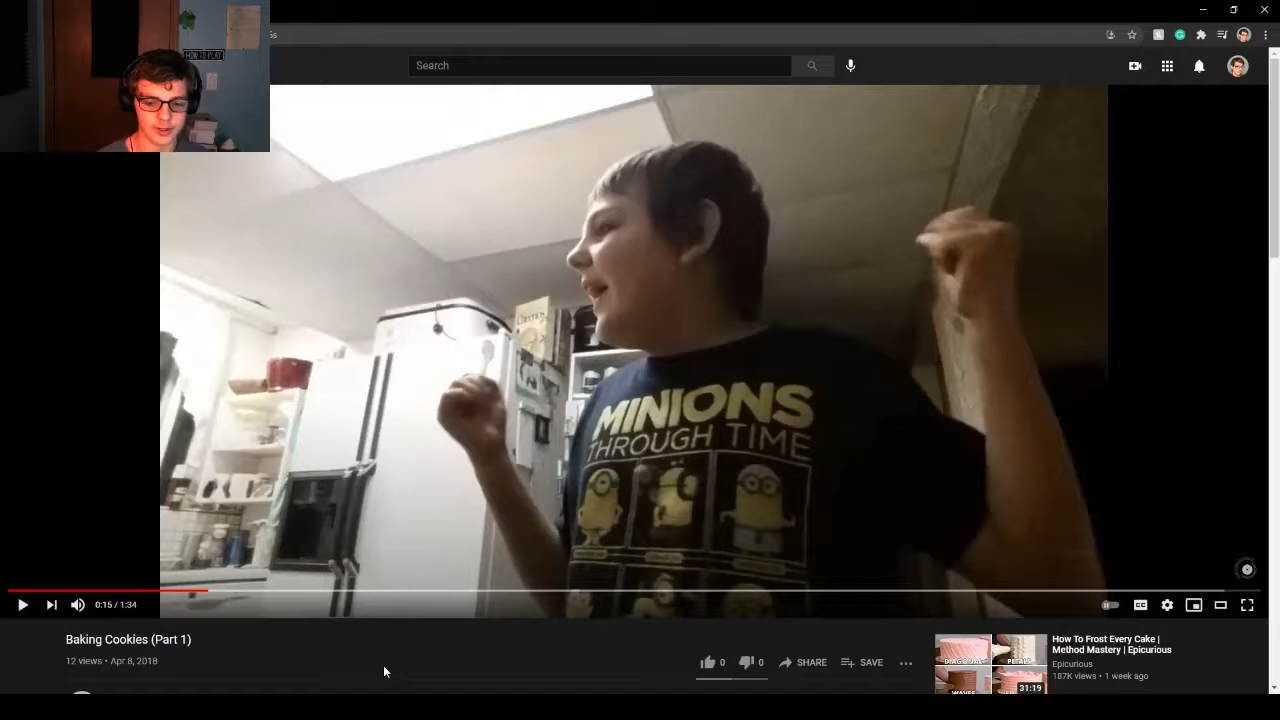 HOW TO PLAY
Search
MINIONS
THROUGH TIME
0:15 / 1:34
CC
Baking Cookies (Part 1)
12 views • Apr 8, 2018
0
0
SHARE
SAVE
31:19
How To Frost Every Cake |
Method Mastery | Epicurious
Epicurious
187K views • 1 week ago